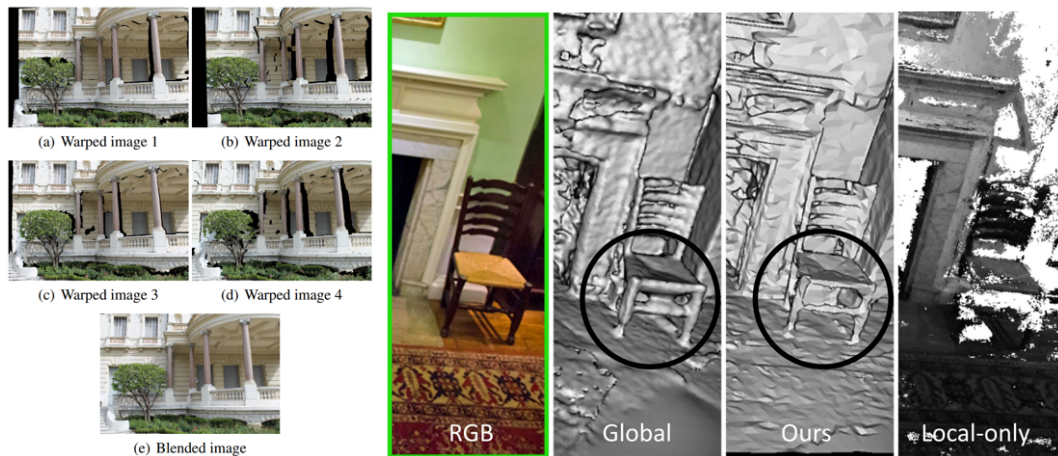 (a) Warped image 1
(b) Warped image 2
(c) Warped image 3
(d) Warped image 4
(e) Blended image
RGB
Global
Ours
Local-only